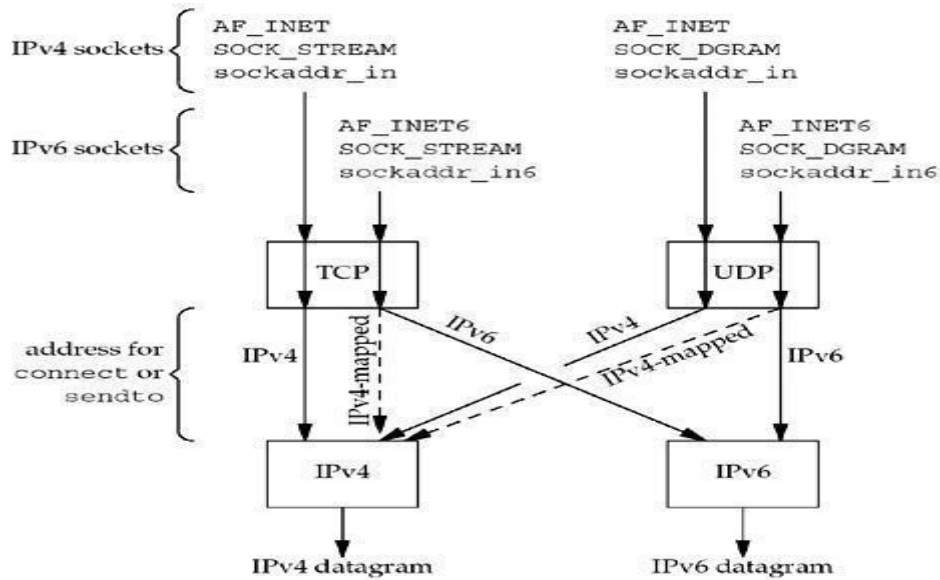 IPv4 sockets
AF_INET
SOCK_STREAM
sockaddr_in
AF_INET
SOCK_DGRAM
sockaddr_in
IPv6 sockets
AF_INET6
SOCK_STREAM
sockaddr_in6
AF_INET6
SOCK_DGRAM
sockaddr_in6
TCP
UDP
address for
connect or
sendto
IPv4
IPv4-mapped
IPv6
IPv4
IPv4-mapped
IPv6
IPv4
IPv6
IPv4 datagram
IPv6 datagram